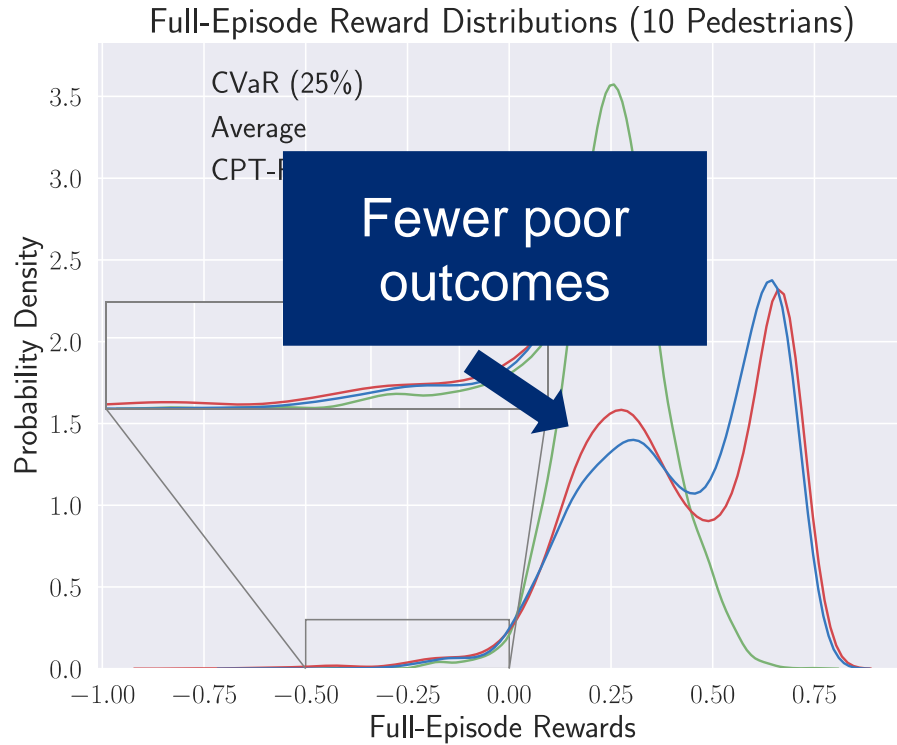 Full-Episode Reward Distributions (10 Pedestrians)
3.5
3.0
2.5
2.0
1.5
1.0
0.5
0.0
Probability Density
CVaR (25%)
Average
Fewer poor
outcomes
−1.00 −0.75 −0.50 −0.25 0.00 0.25 0.50 0.75
Full-Episode Rewards